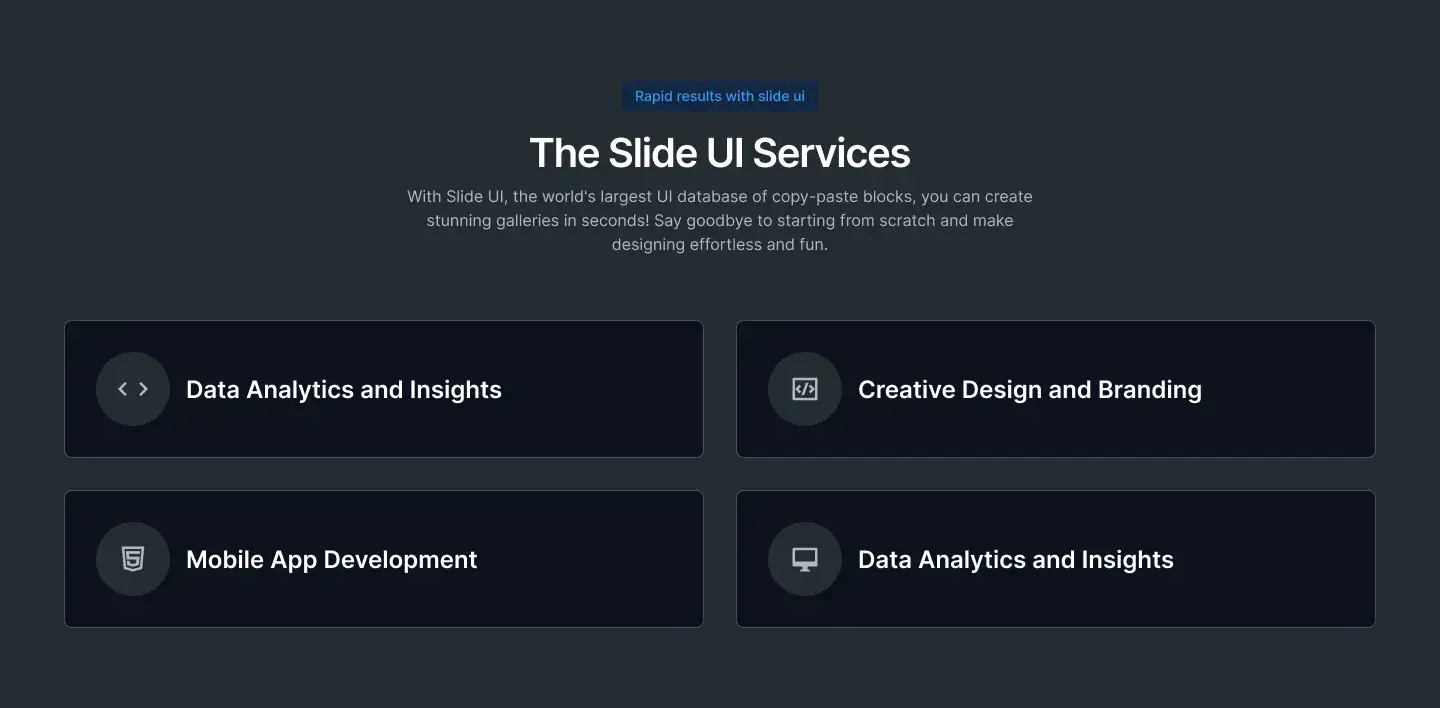 Rapid results with slide ui
The Slide UI Services
With Slide UI, the world's largest UI database of copy-paste blocks, you can create
stunning galleries in seconds! Say goodbye to starting from scratch and make
designing effortless and fun.
Data Analytics and Insights
Creative Design and Branding
Mobile App Development
Data Analytics and Insights